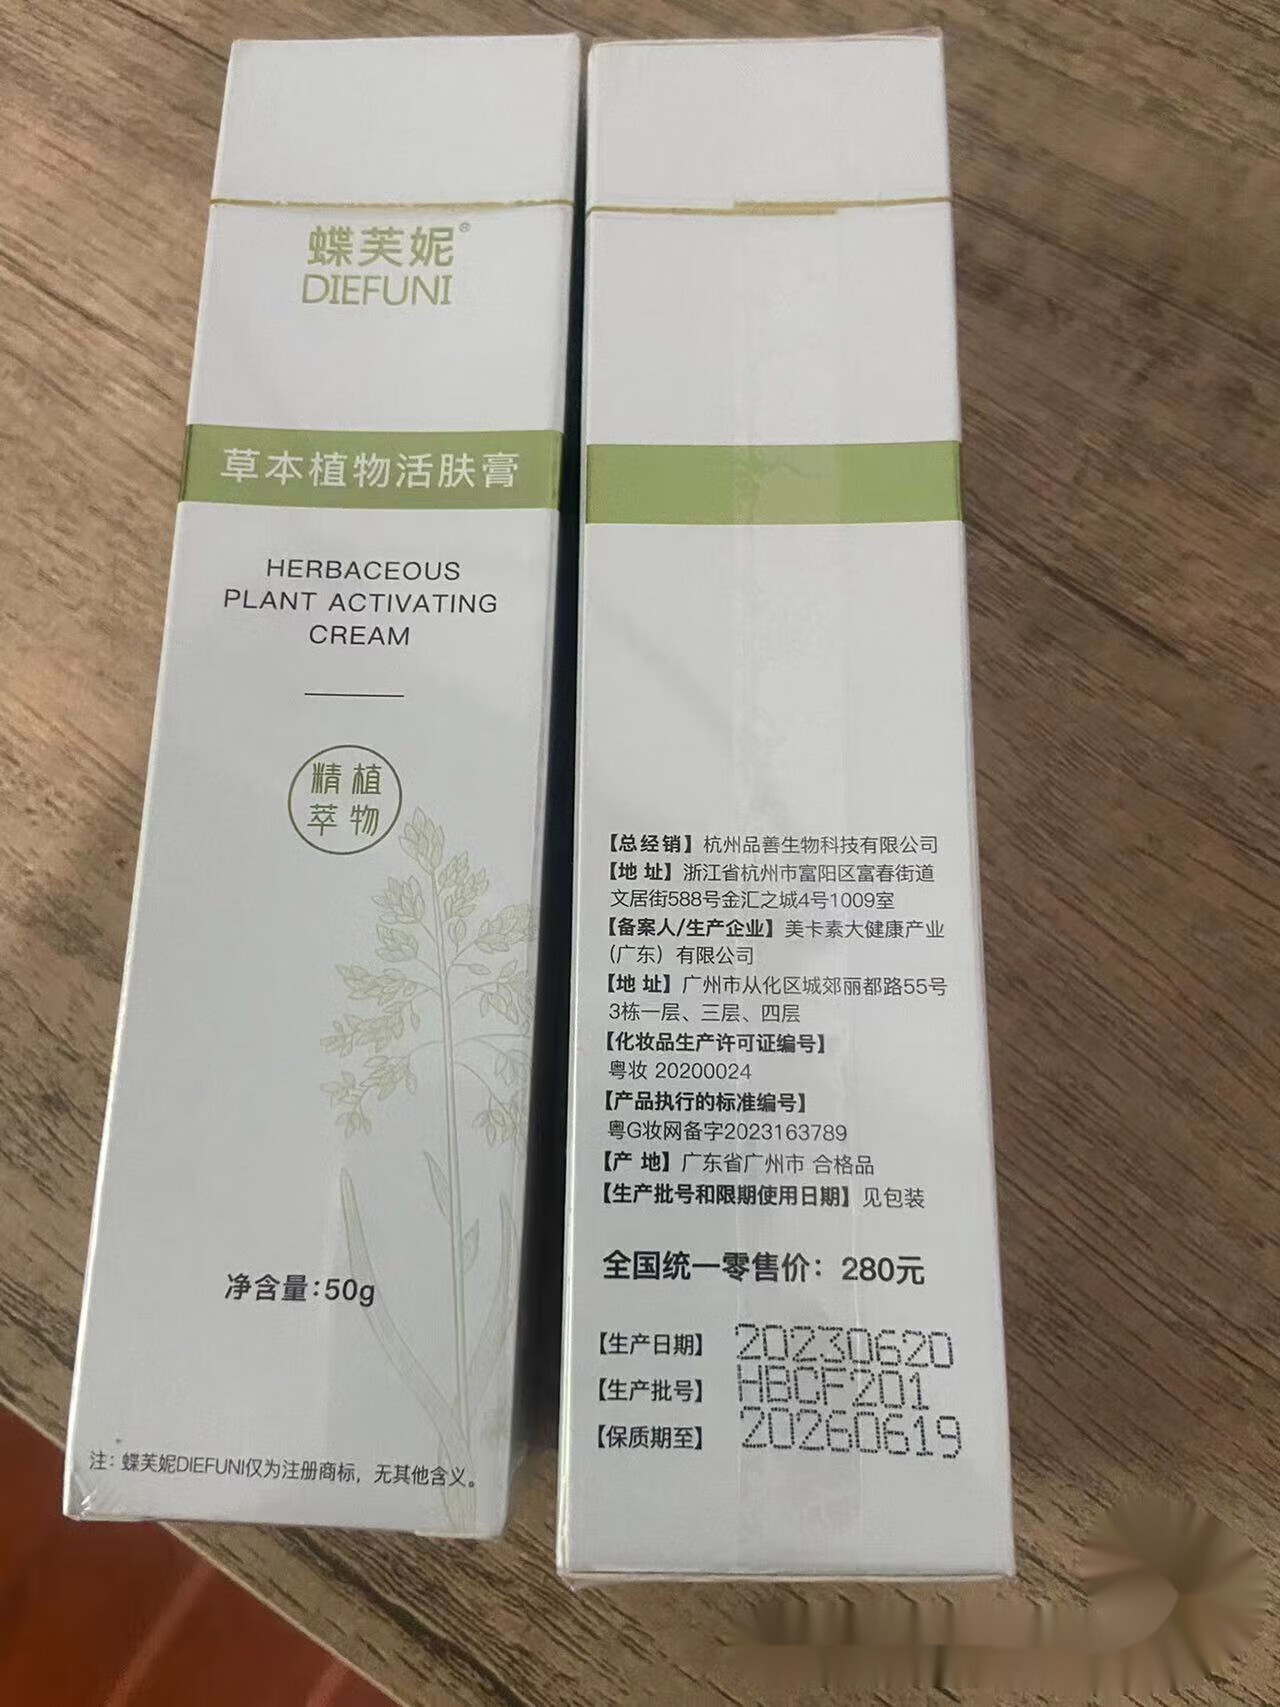 蝶芙妮®
DIEFUNI
草本植物活肤膏
HERBACEOUS
PLANT ACTIVATING
CREAM
精植
萃物
净含量:50g
注：蝶芙妮DIEFUNI仅为注册商标，无其他含义。
【总经销】杭州品善生物科技有限公司
【地 址】浙江省杭州市富阳区富春街道
文居街588号金汇之城4号1009室
【备案人/生产企业】美卡素大健康产业
（广东）有限公司
【地 址】广州市从化区城郊丽都路55号
3栋一层、三层、四层
【化妆品生产许可证编号】
粤妆 20200024
【产品执行的标准编号】
粤G妆网备字2023163789
【产 地】广东省广州市 合格品
【生产批号和限期使用日期】见包装
全国统一零售价：280元
【生产日期】 20230620
【生产批号】 HBCF201
【保质期至】 20260619